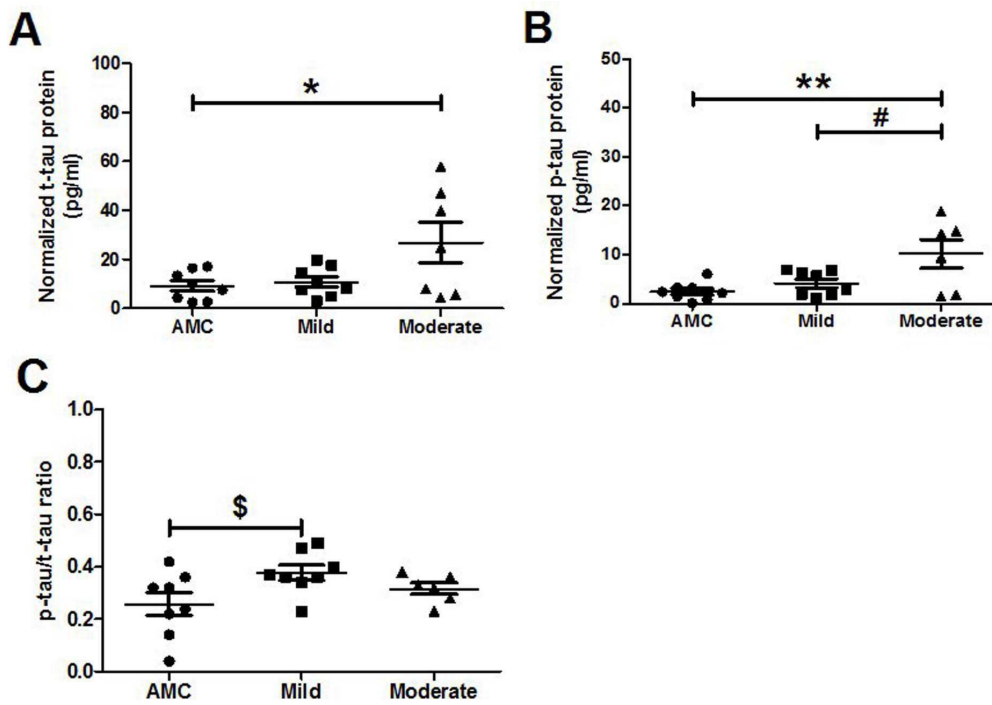 A
Normalized t-tau protein
(pg/ml)
100
80
60
40
20
0
*
AMC
Mild
Moderate
B
Normalized p-tau protein
(pg/ml)
50
40
30
20
10
0
**
#
AMC
Mild
Moderate
C
p-tau/t-tau ratio
1.0
0.8
0.6
0.4
0.2
0.0
$
AMC
Mild
Moderate